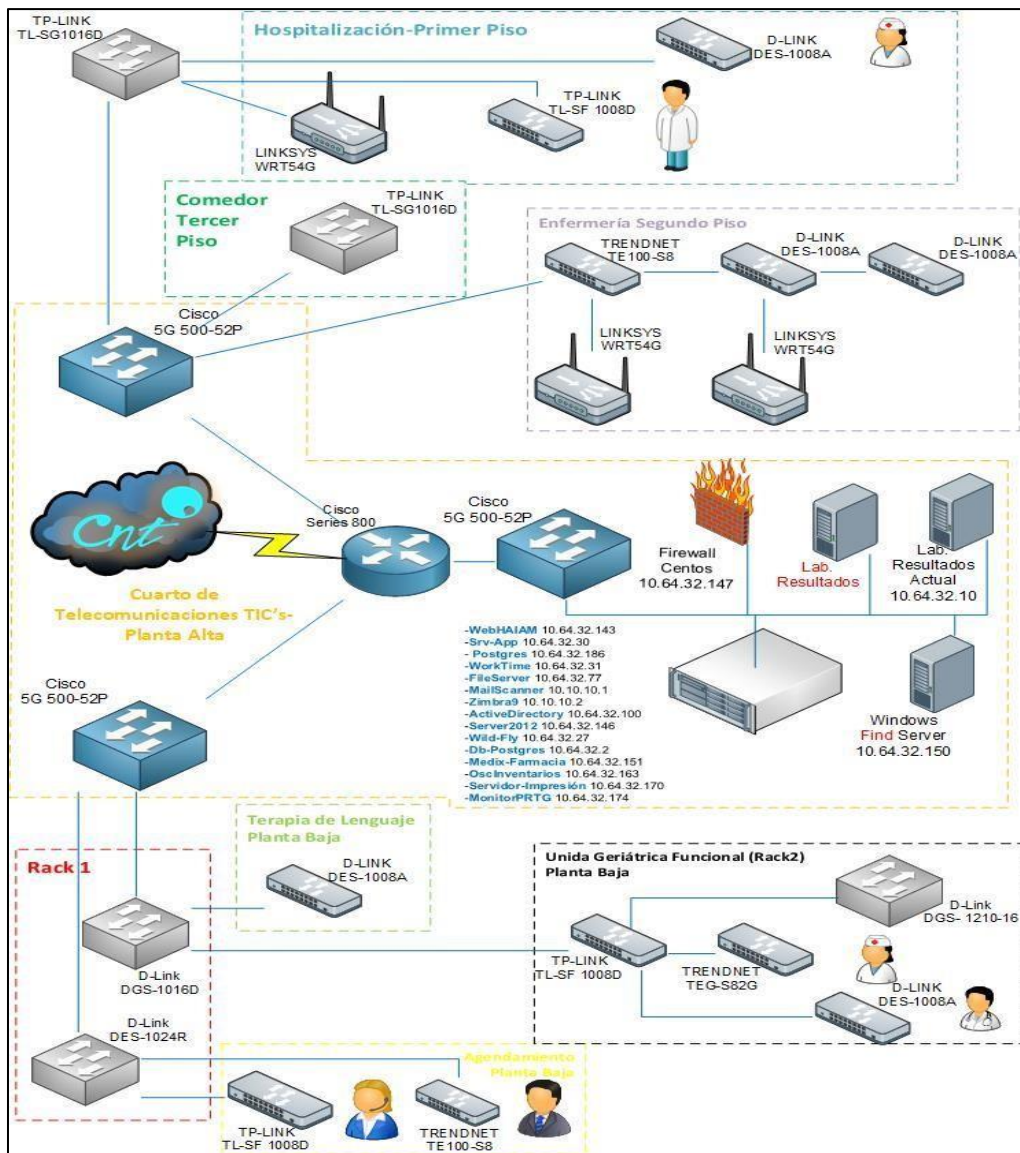 TP-LINK
TL-SG1016D
Hospitalización-Primer Piso
D-LINK
DES-1008A
TP-LINK
TL-SF 1008D
LINKSYS
WRT54G
Comedor
Tercer
Piso
TP-LINK
TL-SG1016D
Enfermería Segundo Piso
TRENDNET
TE100-S8
D-LINK
DES-1008A
D-LINK
DES-1008A
LINKSYS
WRT54G
LINKSYS
WRT54G
Cisco
5G 500-52P
Cnt
Cisco
Series 800
Cisco
5G 500-52P
Cuarto de
Telecomunicaciones TIC's-
Planta Alta
Firewall
Centos
10.64.32.147
Lab.
Resultados
Lab.
Resultados
Actual
10.64.32.10
-WebHAIAM 10.64.32.143
-Srv-App 10.64.32.30
- Postgres 10.64.32.186
-WorkTime 10.64.32.31
-FileServer 10.64.32.77
-MailScanner 10.10.10.1
-Zimbra9 10.10.10.2
-ActiveDirectory 10.64.32.100
-Server2012 10.64.32.146
-Wild-Fly 10.64.32.27
-Db-Postgres 10.64.32.2
-Medix-Farmacia 10.64.32.151
-OscInventarios 10.64.32.163
-Servidor-Impresión 10.64.32.170
-MonitorPRTG 10.64.32.174
Windows
Find Server
10.64.32.150
Cisco
5G 500-52P
Terapia de Lenguaje
Planta Baja
D-LINK
DES-1008A
Rack 1
D-Link
DGS-1016D
D-Link
DES-1024R
Unida Geriátrica Funcional (Rack2)
Planta Baja
D-Link
DGS- 1210-16
TP-LINK
TL-SF 1008D
TRENDNET
TEG-S82G
D-LINK
DES-1008A
Agendamiento
Planta Baja
TP-LINK
TL-SF 1008D
TRENDNET
TE100-S8